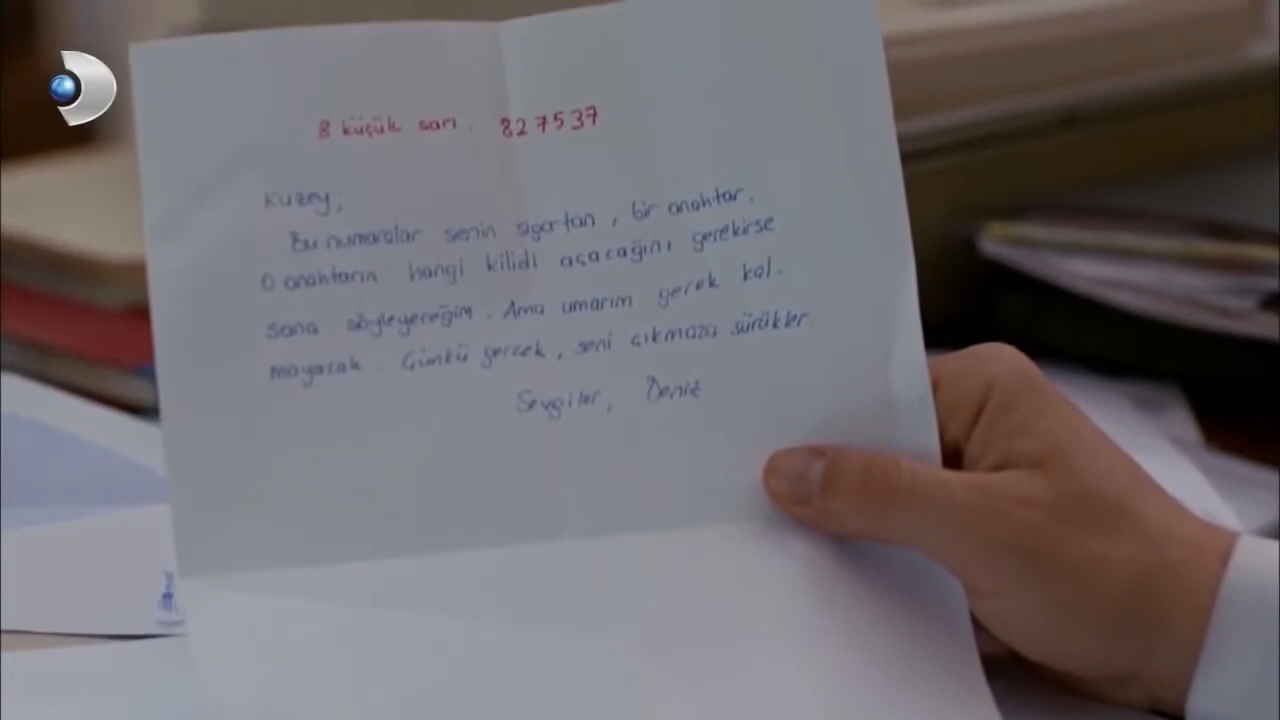 8 küçük sarı. 827537
Kuzey;
Bu numaralar senin sigortan, bir anahtar.
O anahtarın hangi kilidi açacağını gerekirse
sana söyleyeceğim. Ama umarım gerek kal.
mayacak. Çünkü gerçek, seni çıkmaza sürükler.
Sevgiler, Deniz